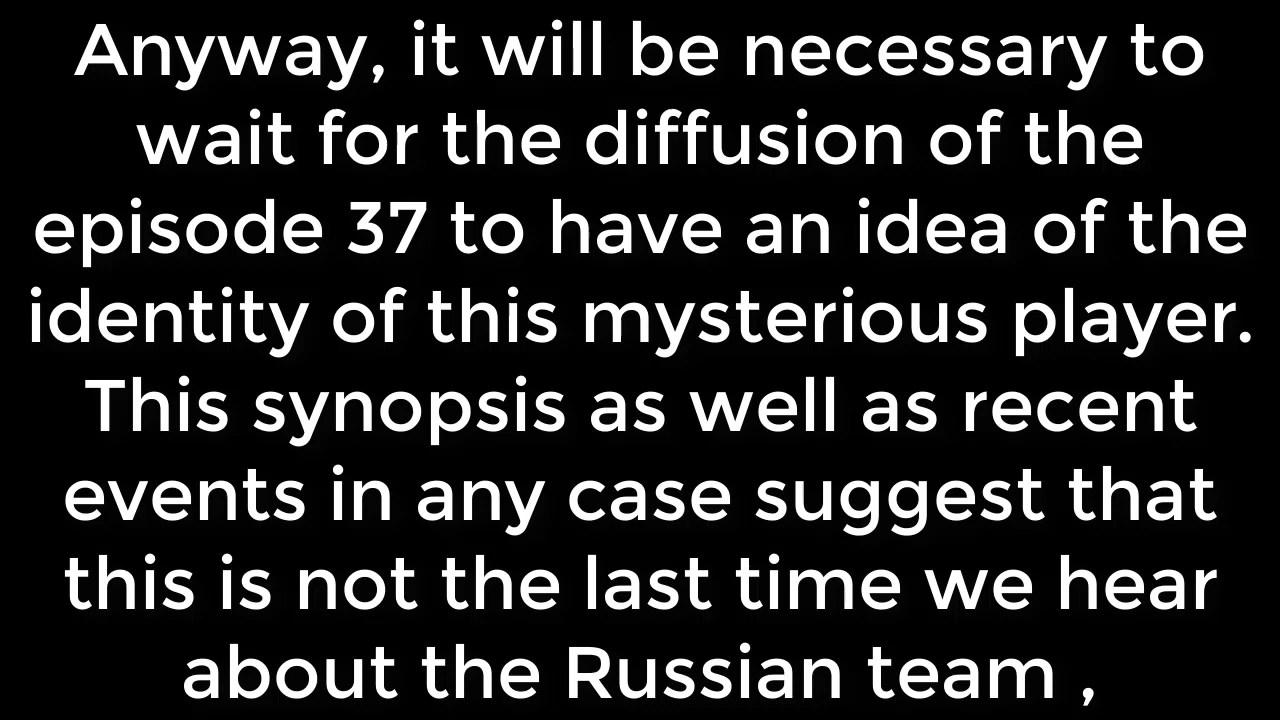 Anyway, it will be necessary to
wait for the diffusion of the
episode 37 to have an idea of the
identity of this mysterious player.
This synopsis as well as recent
events in any case suggest that
this is not the last time we hear
about the Russian team ,